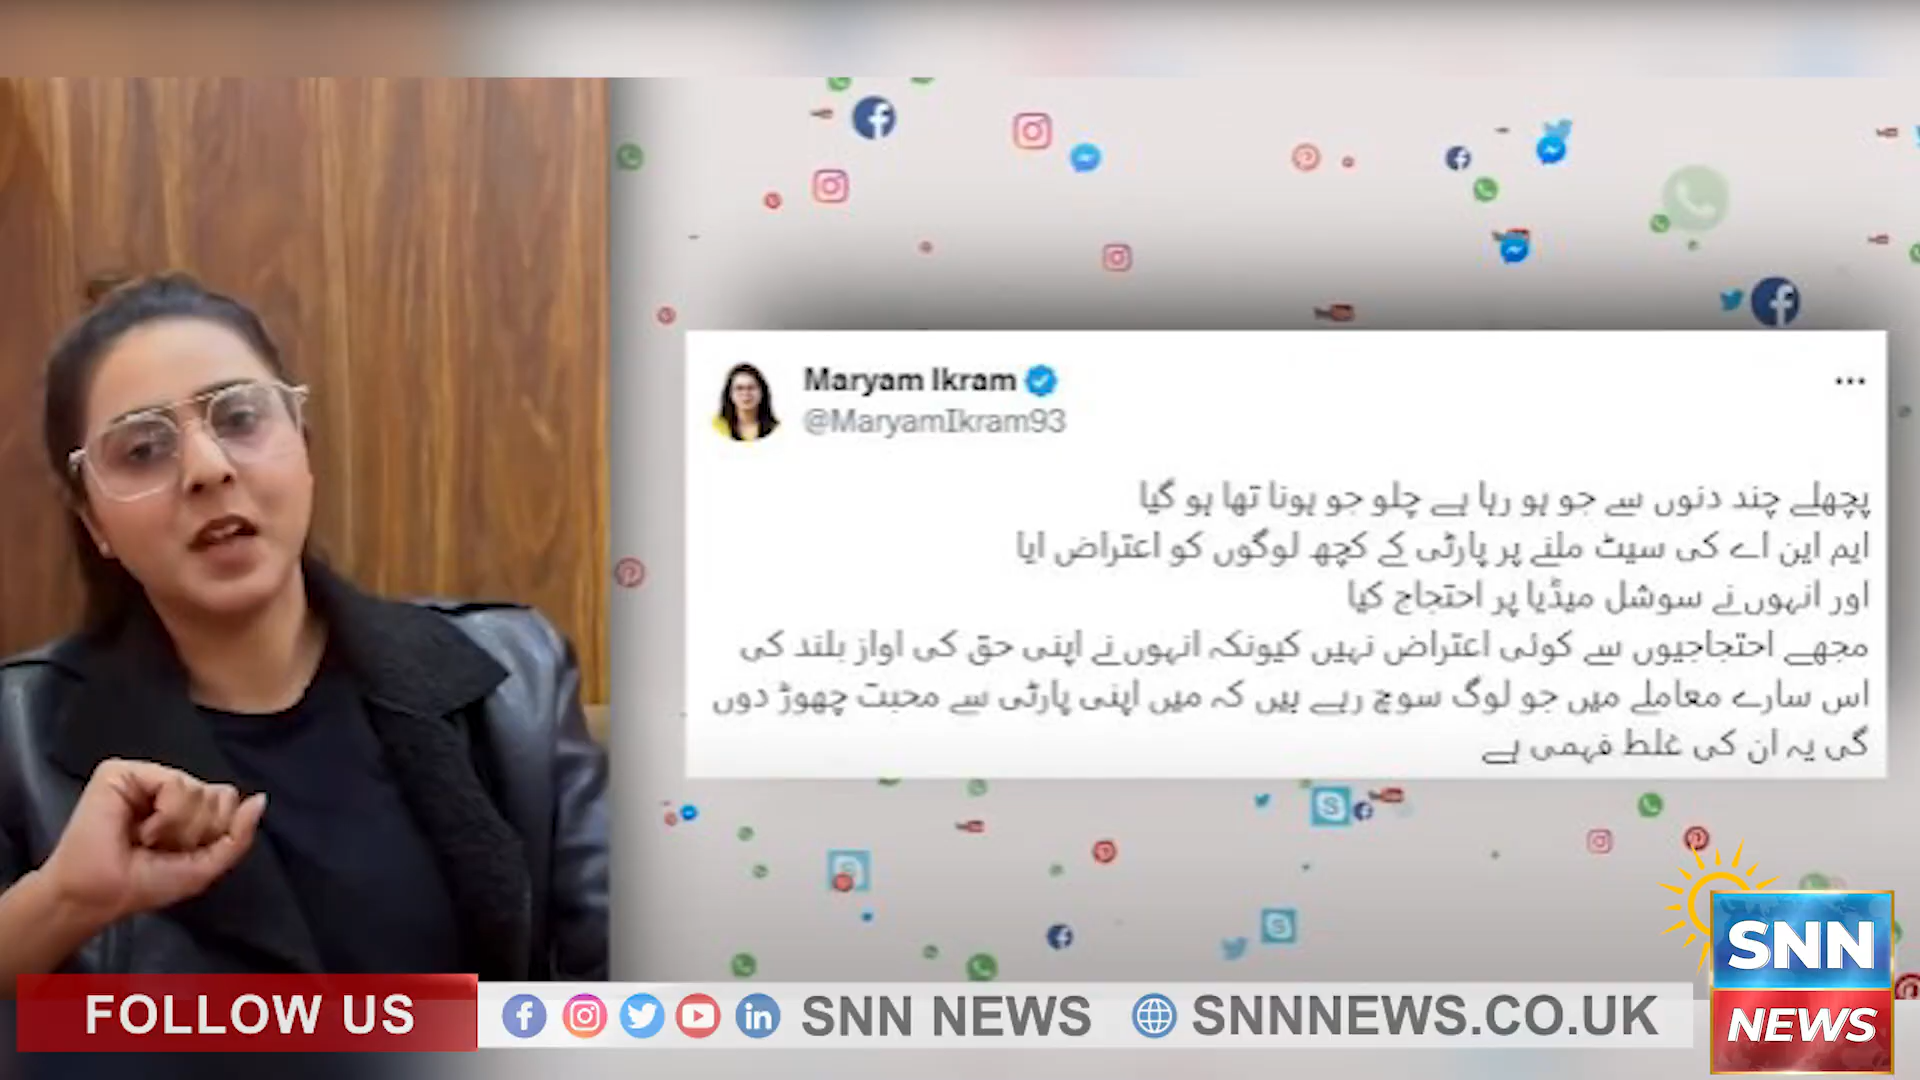 Maryam Ikram
@MaryamIkram93
پچھلے چند دنوں سے جو ہو رہا ہے چلو جو ہونا تھا ہو گیا
ایم این اے کی سیٹ ملنے پر پارٹی کے کچھ لوگوں کو اعتراض ایا
اور انہوں نے سوشل میڈیا پر احتجاج کیا
مجھے احتجاجیوں سے کوئی اعتراض نہیں کیونکہ انہوں نے اپنی حق کی اواز بلند کی
اس سارے معاملے میں جو لوگ سوچ رہے ہیں کہ میں اپنی پارٹی سے محبت چھوڑ دوں
گی یہ ان کی غلط فہمی ہے
FOLLOW US
SNN NEWS
SNNNEWS.CO.UK
SNN
NEWS